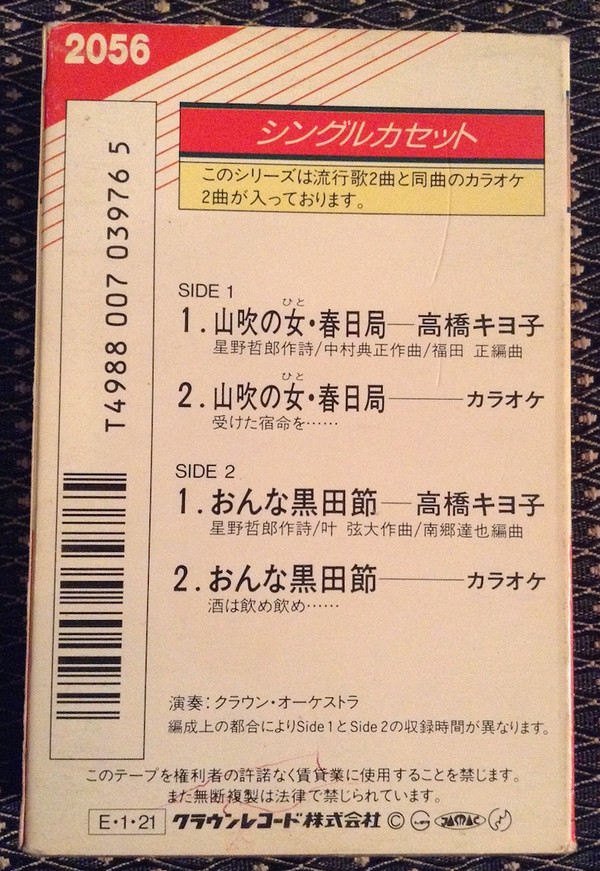 2056
シングルカセット
このシリーズは流行歌2曲と同曲のカラオケ
2曲が入っております。
T4988 007 03976 5
SIDE 1
ひと
1.山吹の女・春日局—高橋キヨ子
星野哲郎作詩/中村典正作曲/福田 正編曲
ひと
2.山吹の女・春日局———カラオケ
受けた宿命を……
SIDE 2
1.おんな黒田節—高橋キヨ子
星野哲郎作詩/叶 弦大作曲/南郷達也編曲
2.おんな黒田節———カラオケ
酒は飲め飲め……
演奏：クラウン・オーケストラ
編成上の都合によりSide1とSide2の収録時間が異なります。
このテープを権利者の許諾なく賃貸業に使用することを禁じます。
また無断複製は法律で禁じられています。
E・1・21 クラウンレコード株式会社 © JASRAC